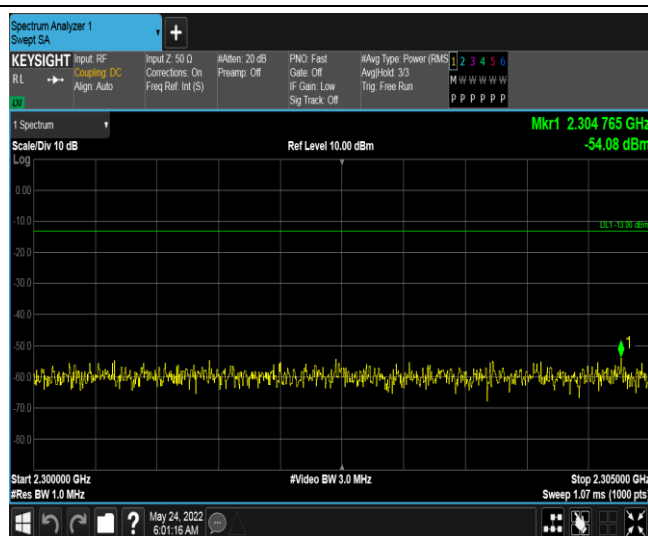 Spectrum Analyzer 1
Swept SA
KEYSIGHT
RL
LXI
Input: RF
Coupling: DC
Align: Auto
Input Z: 50 Ω
Corrections: On
Freq Ref: Int (S)
#Atten: 20 dB
Preamp: Off
PNO: Fast
Gate: Off
IF Gain: Low
Sig Track: Off
#Avg Type: Power (RMS
Avg|Hold: 3/3
Trig: Free Run
1 2 3 4 5 6
M W W W W W
P P P P P P
1 Spectrum
Mkr1 2.304 765 GHz
Scale/Div 10 dB
Ref Level 10.00 dBm
-54.08 dBm
Log
0.00
DL1 -13.00 dBm
-10.0
-20.0
-30.0
-40.0
-50.0
1
-60.0
-70.0
-80.0
Start 2.300000 GHz
#Video BW 3.0 MHz
Stop 2.305000 GHz
#Res BW 1.0 MHz
Sweep 1.07 ms (1000 pts)
?
May 24, 2022
6:01:16 AM